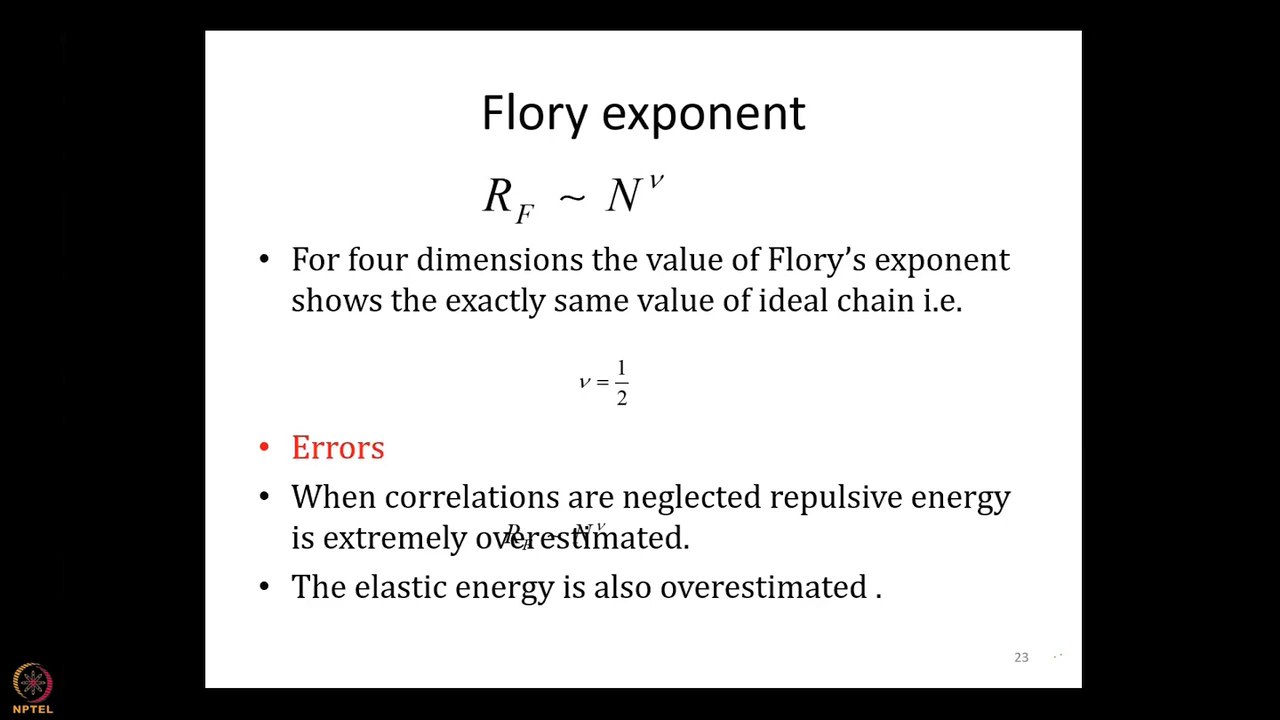 Flory exponent
R_F ~ N^ν
• For four dimensions the value of Flory’s exponent
shows the exactly same value of ideal chain i.e.
ν = 1/2
• Errors
• When correlations are neglected repulsive energy
is extremely overestimated.
R_F ~ N^ν
• The elastic energy is also overestimated .
23
NPTEL